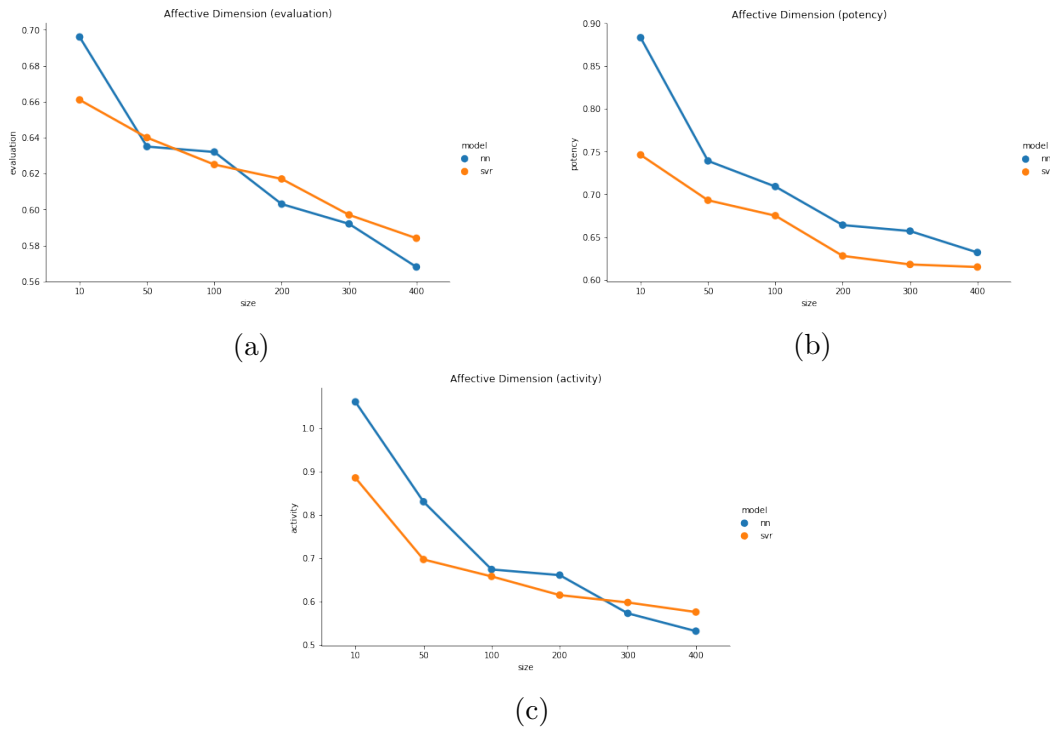 Affective Dimension (evaluation)
0.70
0.68
0.66
0.64
0.62
0.60
0.58
0.56
evaluation
10 50 100 200 300 400
size
model
nn
svr
(a)
Affective Dimension (potency)
0.90
0.85
0.80
0.75
0.70
0.65
0.60
potency
10 50 100 200 300 400
size
model
nn
sv
(b)
Affective Dimension (activity)
1.0
0.9
0.8
0.7
0.6
0.5
activity
10 50 100 200 300 400
size
model
nn
svr
(c)